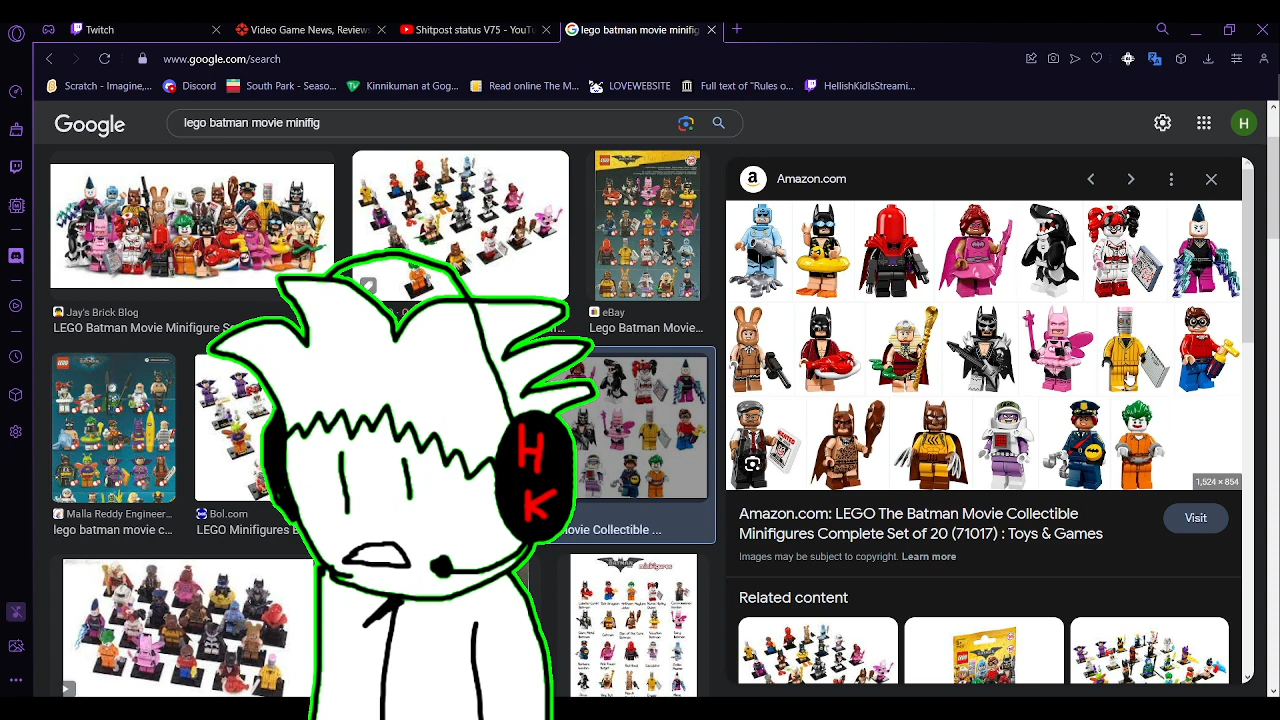 Twitch
Video Game News, Reviews
Shitpost status V75 - YouTu
lego batman movie minifig
www.google.com/search
Scratch - Imagine,...
Discord
South Park - Seaso...
Kinnikuman at Gog...
Read online The M...
LOVEWEBSITE
Full text of "Rules o...
HellishKidIsStreami...
Google
lego batman movie minifig
H
Amazon.com
Jay's Brick Blog
LEGO Batman Movie Minifigure Se
eBay
Lego Batman Movie...
Malla Reddy Engineer...
lego batman movie c...
Bol.com
LEGO Minifigures B
Movie Collectible ...
H
K
1,524 × 854
Amazon.com: LEGO The Batman Movie Collectible
Minifigures Complete Set of 20 (71017) : Toys & Games
Visit
Images may be subject to copyright. Learn more
Related content